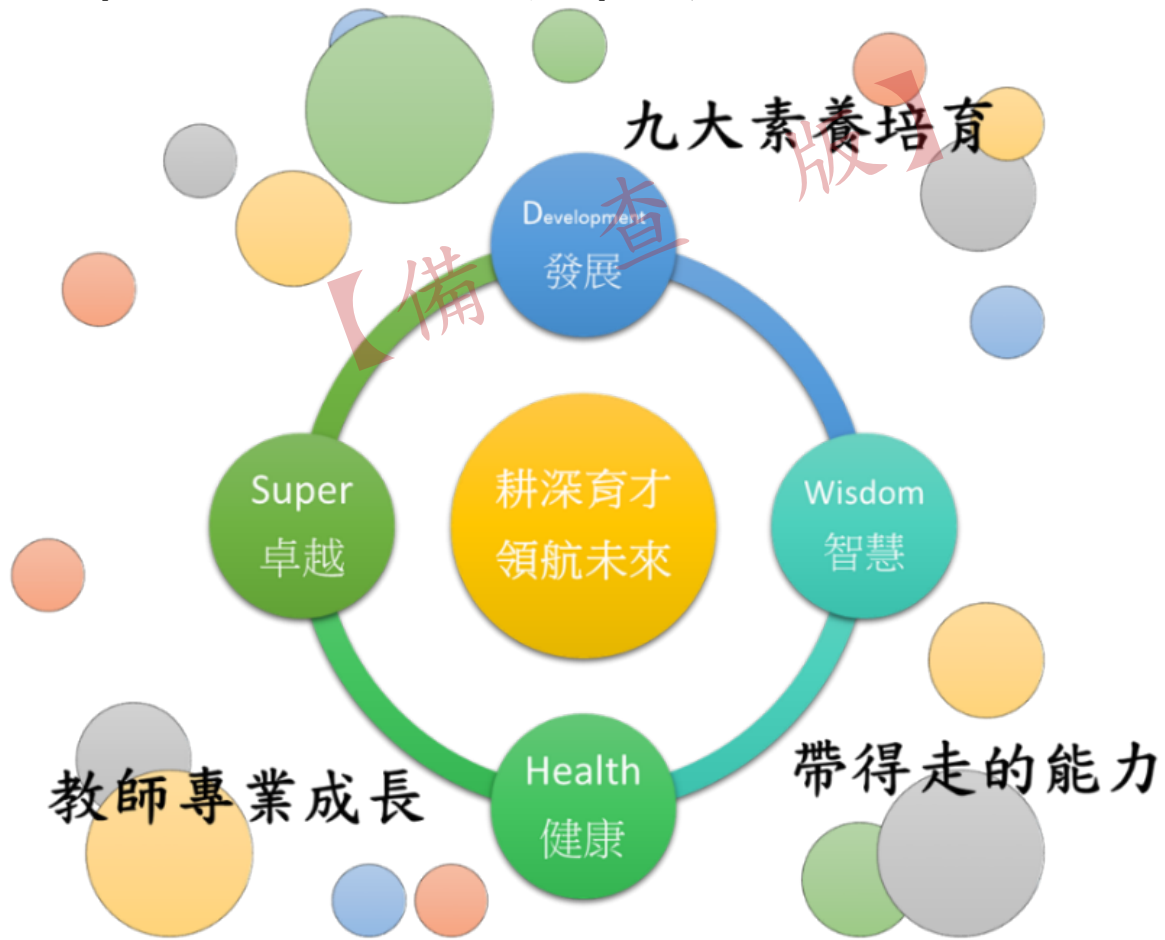 九大素養培育
Development
發展
【備 查 版】
Super
卓越
耕深育才
領航未來
Wisdom
智慧
Health
健康
教師專業成長
帶得走的能力